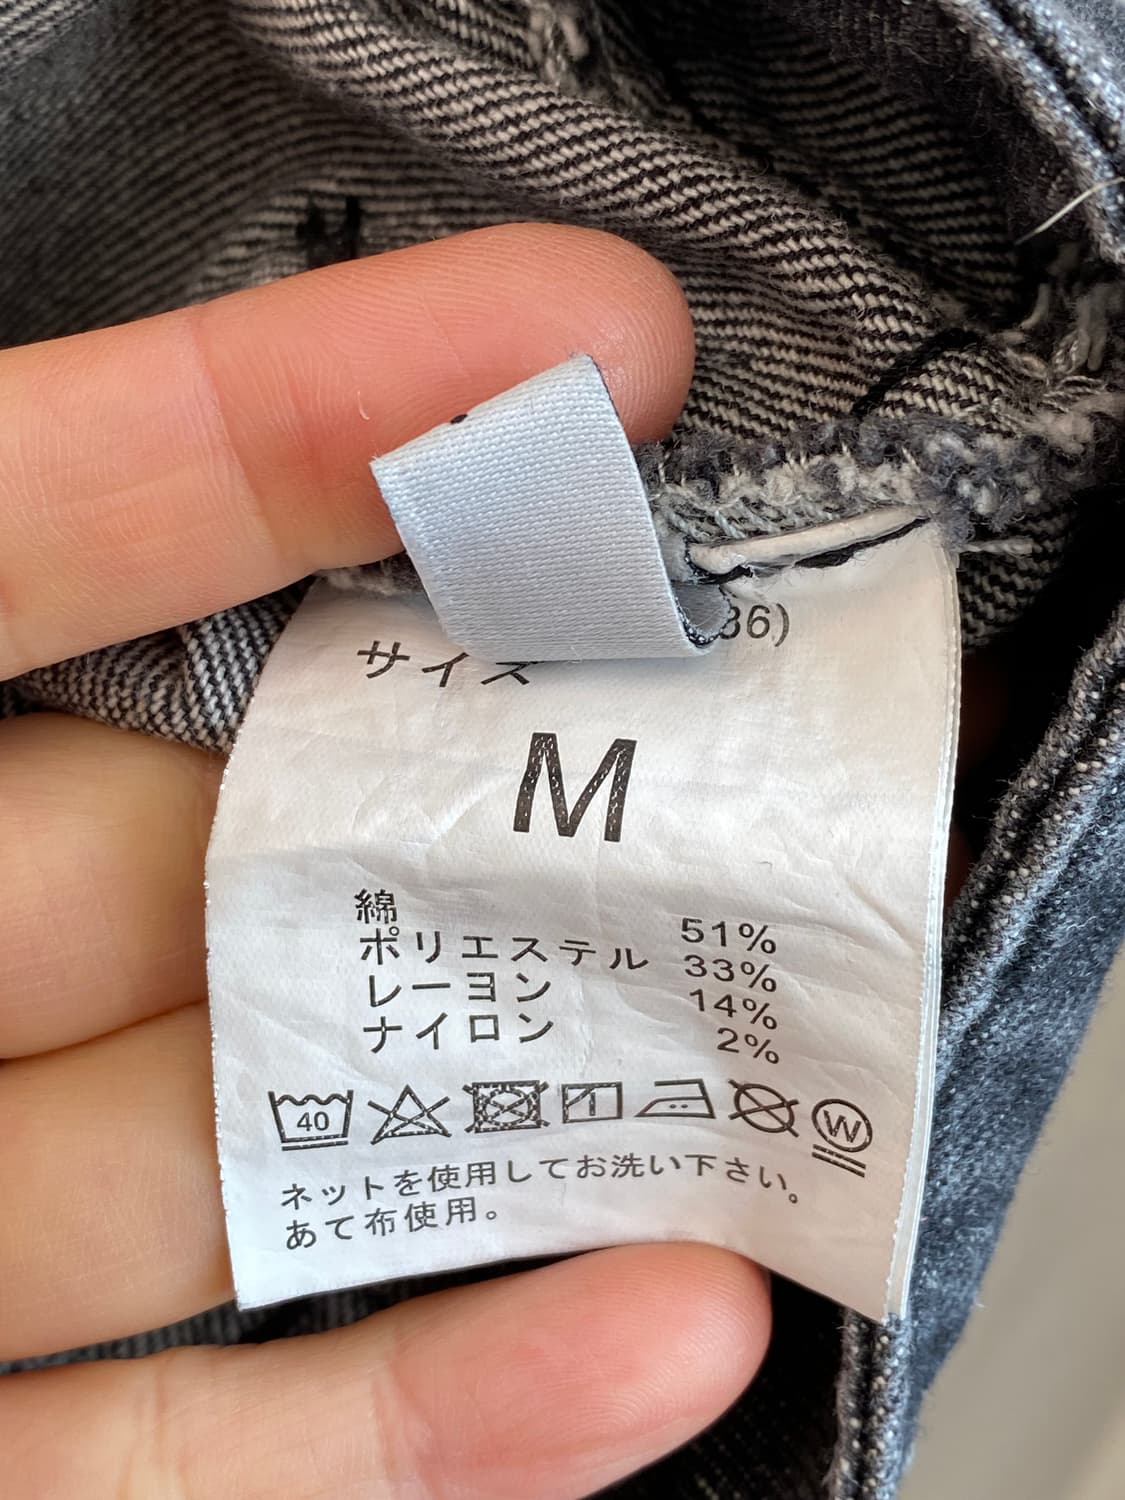 36)
サイズ
M
綿 51%
ポリエステル 33%
レーヨン 14%
ナイロン 2%
40 W
ネットを使用してお洗い下さい。
あて布使用。